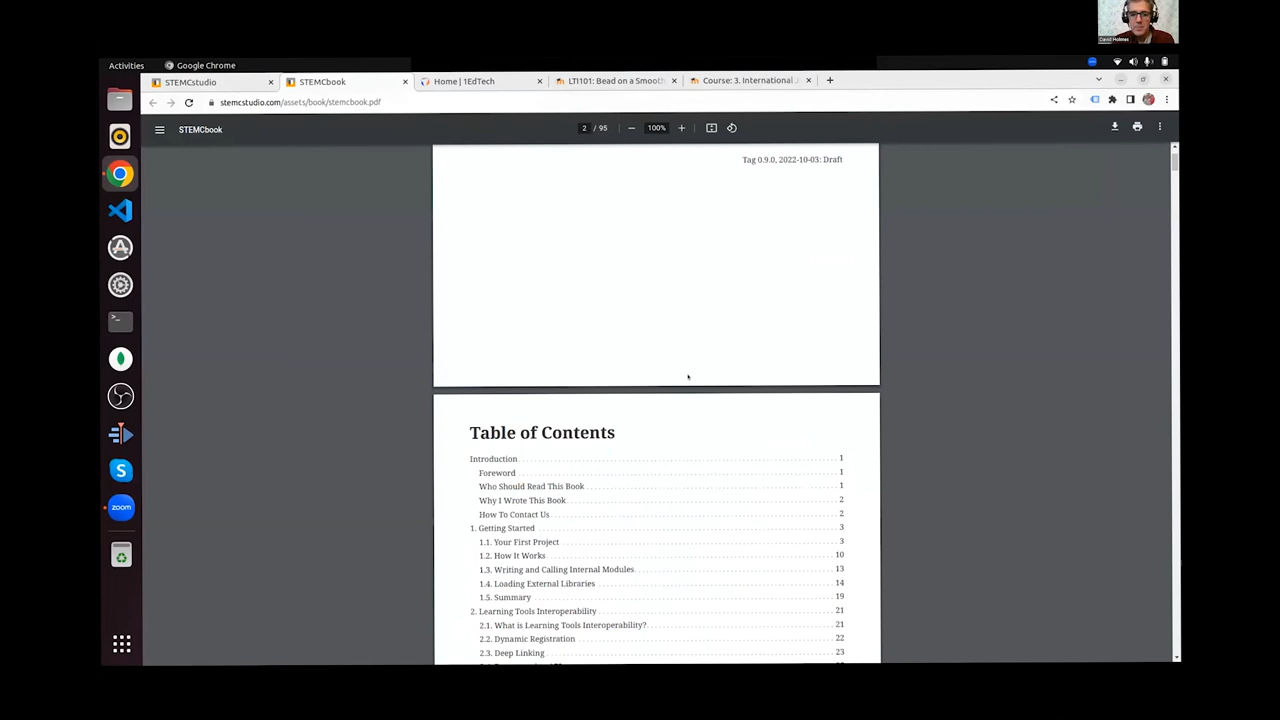 David Holmes
Activities
Google Chrome
STEMCstudio
STEMCbook
Home | 1EdTech
LTI101: Bead on a Smooth
Course: 3. International
stemcstudio.com/assets/book/stemcbook.pdf
STEMCbook
2 / 95
100%
Tag 0.9.0, 2022-10-03: Draft
Table of Contents
Introduction 1
Foreword 1
Who Should Read This Book 1
Why I Wrote This Book 2
How To Contact Us 2
1. Getting Started 3
1.1. Your First Project 3
1.2. How It Works 10
1.3. Writing and Calling Internal Modules 13
1.4. Loading External Libraries 14
1.5. Summary 19
2. Learning Tools Interoperability 21
2.1. What is Learning Tools Interoperability? 21
2.2. Dynamic Registration 22
2.3. Deep Linking 23
zoom